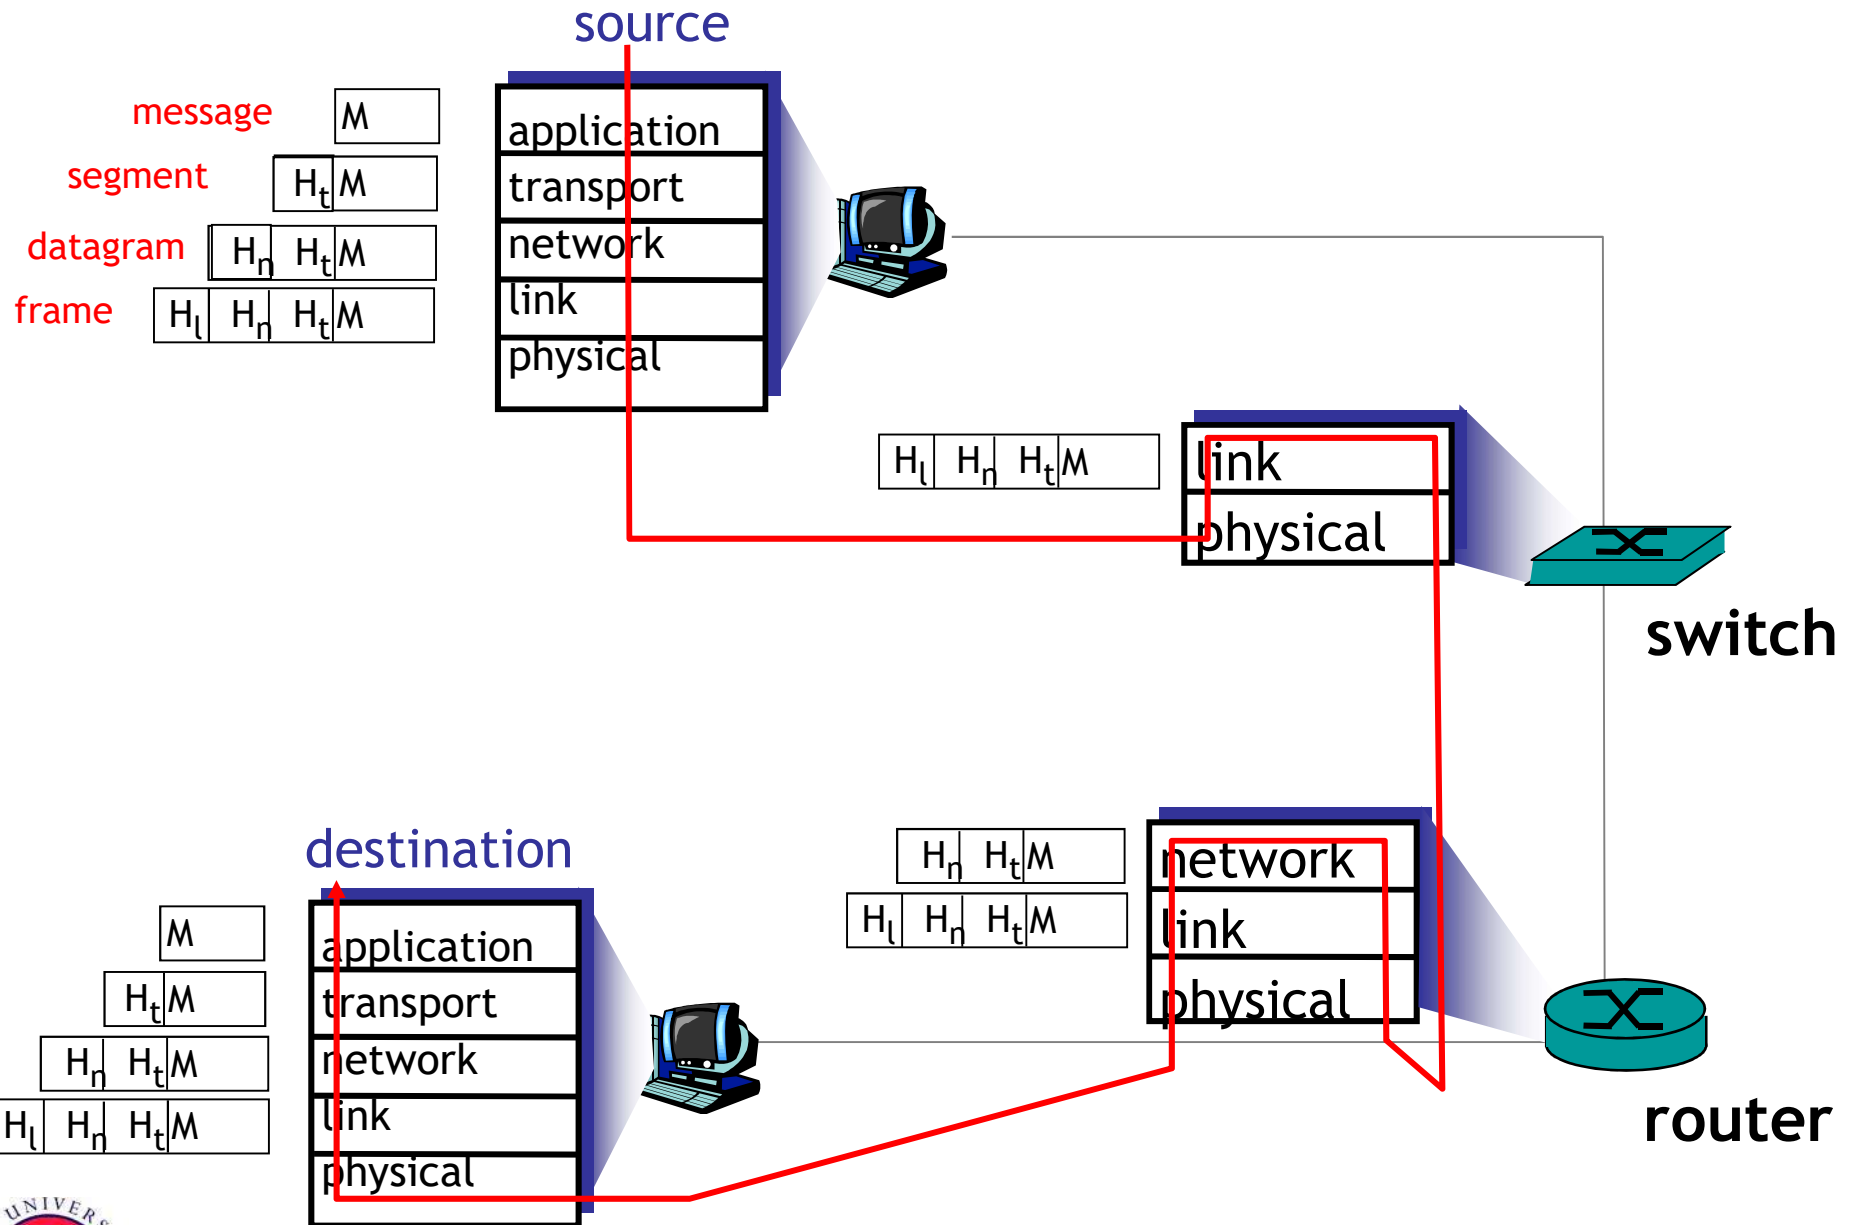 source
message M
segment Ht M
datagram Hn Ht M
frame Hl Hn Ht M
application
transport
network
link
physical
Hl Hn Ht M
link
physical
switch
destination
M
Ht M
Hn Ht M
Hl Hn Ht M
application
transport
network
link
physical
Hn Ht M
Hl Hn Ht M
network
link
physical
router